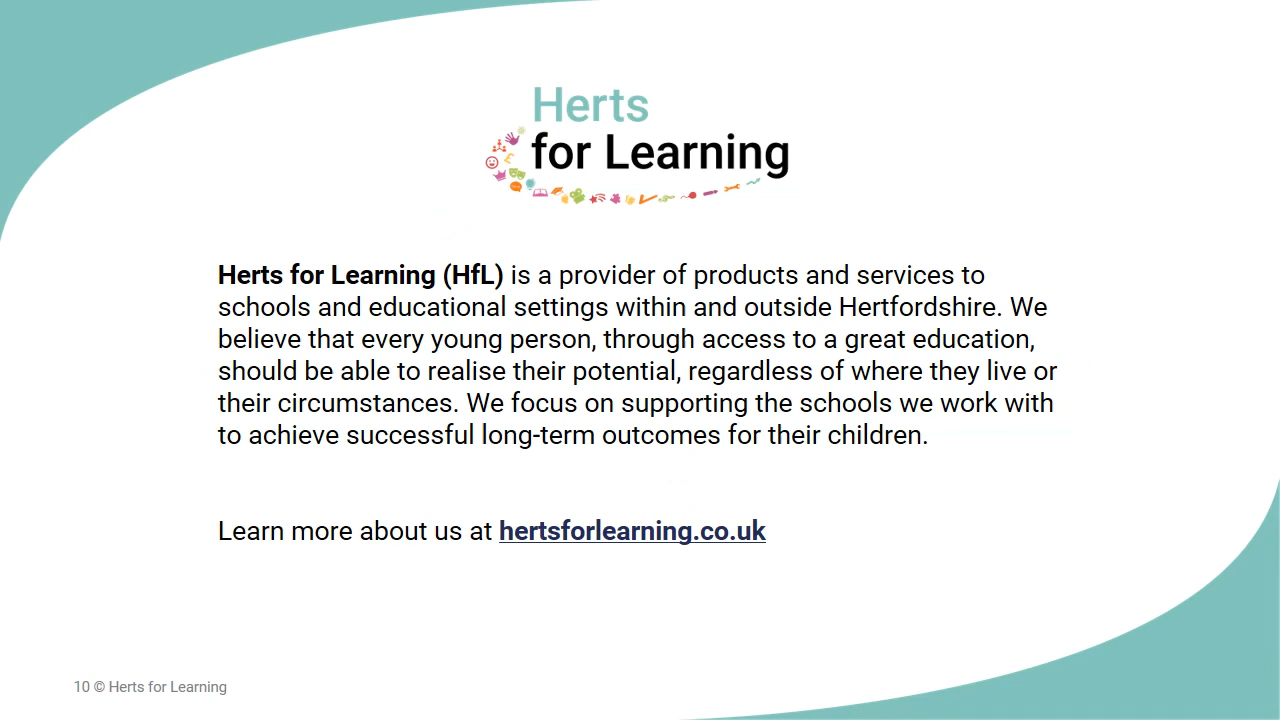 Herts
for Learning
Herts for Learning (HfL) is a provider of products and services to
schools and educational settings within and outside Hertfordshire. We
believe that every young person, through access to a great education,
should be able to realise their potential, regardless of where they live or
their circumstances. We focus on supporting the schools we work with
to achieve successful long-term outcomes for their children.
Learn more about us at hertsforlearning.co.uk
10 © Herts for Learning